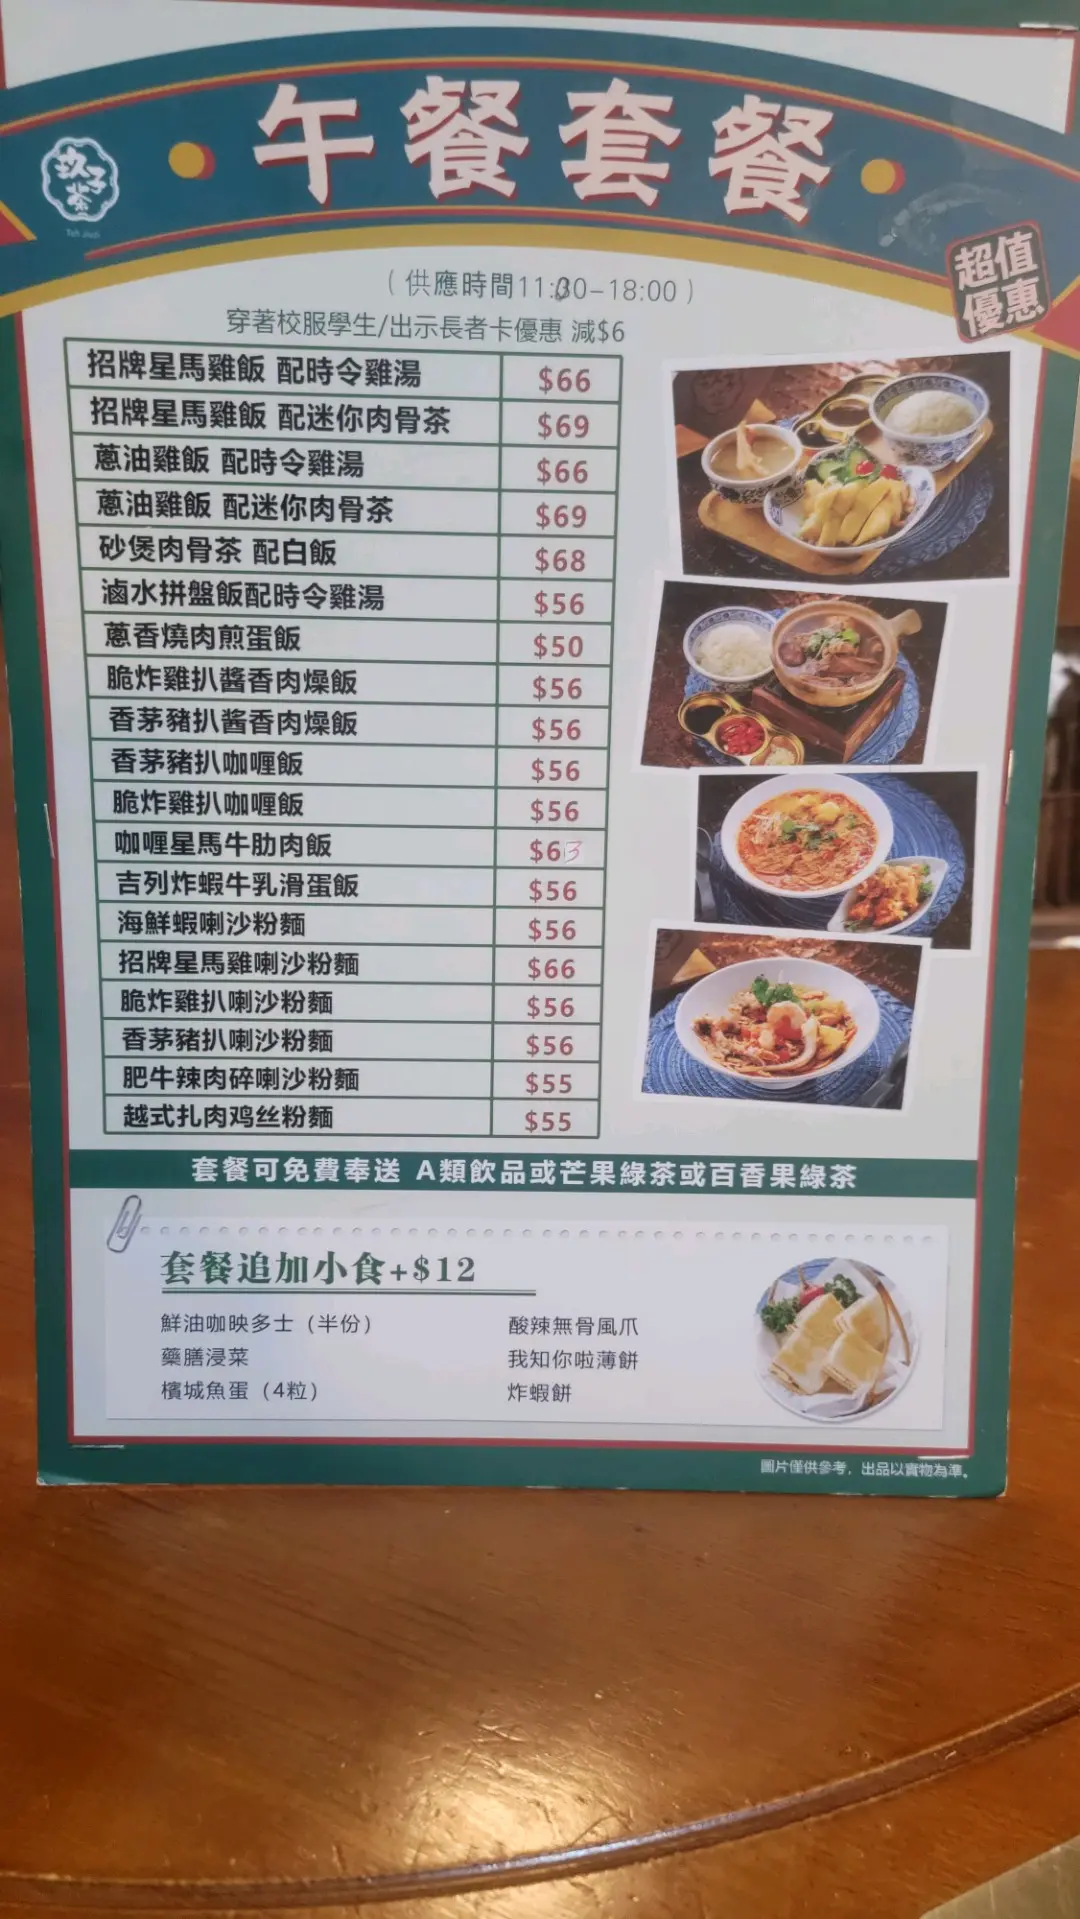 午餐套餐
超值
優惠
（供應時間11:30-18:00）
穿著校服學生/出示長者卡優惠 減$6
招牌星馬雞飯 配時令雞湯 $66
招牌星馬雞飯 配迷你肉骨茶 $69
蔥油雞飯 配時令雞湯 $66
蔥油雞飯 配迷你肉骨茶 $69
砂煲肉骨茶 配白飯 $68
滷水拼盤飯配時令雞湯 $56
蔥香燒肉煎蛋飯 $50
脆炸雞扒醬香肉燥飯 $56
香茅豬扒醬香肉燥飯 $56
香茅豬扒咖喱飯 $56
脆炸雞扒咖喱飯 $56
咖喱星馬牛肋肉飯 $63
吉列炸蝦牛乳滑蛋飯 $56
海鮮蝦喇沙粉麵 $56
招牌星馬雞喇沙粉麵 $66
脆炸雞扒喇沙粉麵 $56
香茅豬扒喇沙粉麵 $56
肥牛辣肉碎喇沙粉麵 $55
越式扎肉鸡丝粉麵 $55
套餐可免費奉送 A類飲品或芒果綠茶或百香果綠茶
套餐追加小食+$12
鮮油咖映多士（半份） 酸辣無骨風爪
藥膳浸菜 我知你啦薄餅
檳城魚蛋（4粒） 炸蝦餅
圖片僅供參考，出品以實物為準。